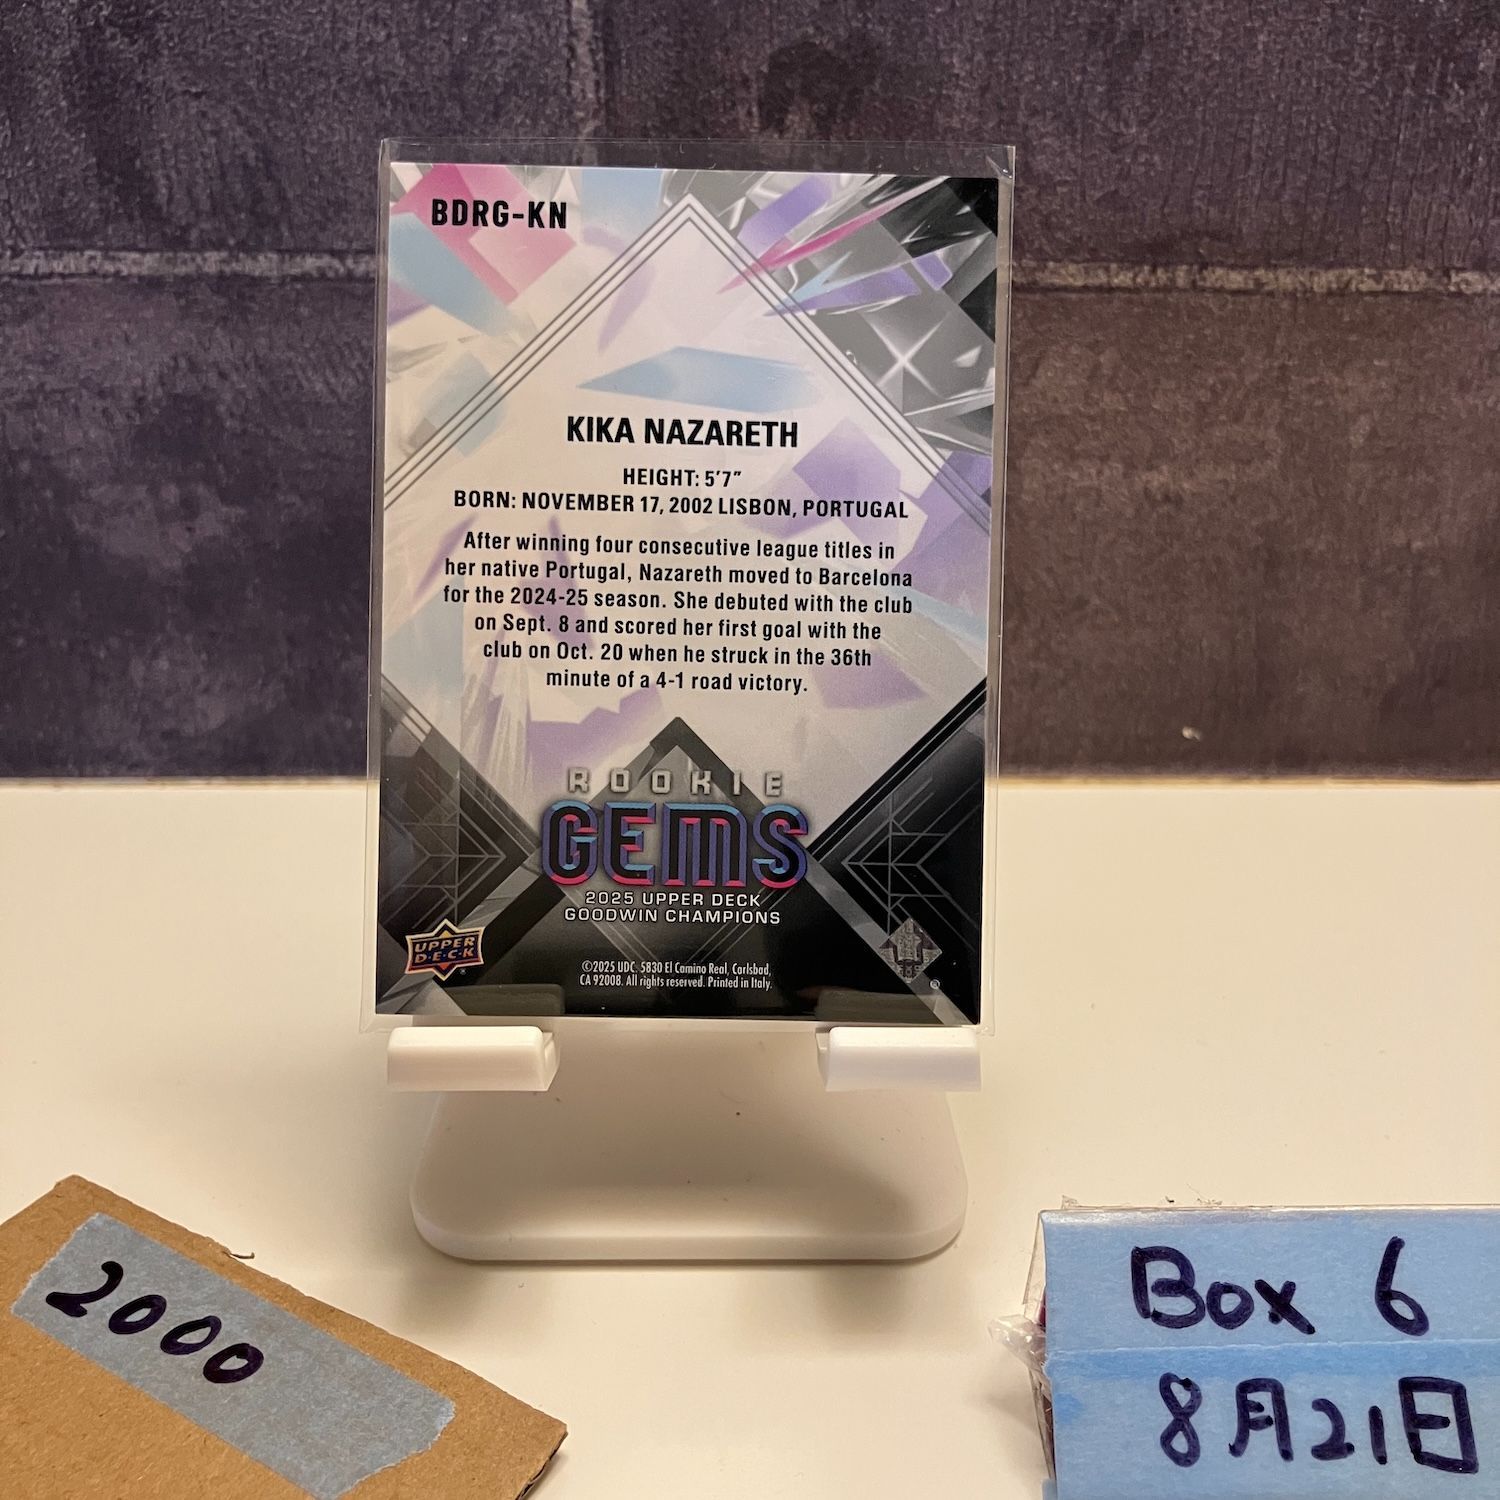 BDRG-KN
KIKA NAZARETH
HEIGHT: 5'7"
BORN: NOVEMBER 17, 2002 LISBON, PORTUGAL
After winning four consecutive league titles in
her native Portugal, Nazareth moved to Barcelona
for the 2024-25 season. She debuted with the club
on Sept. 8 and scored her first goal with the
club on Oct. 20 when he struck in the 36th
minute of a 4-1 road victory.
ROOKIE
GEMS
2025 UPPER DECK
GOODWIN CHAMPIONS
UPPER
D·E·C·K
©2025 UDC. 5830 El Camino Real, Carlsbad,
CA 92008. All rights reserved. Printed in Italy.
2000
Box 6
8月21日